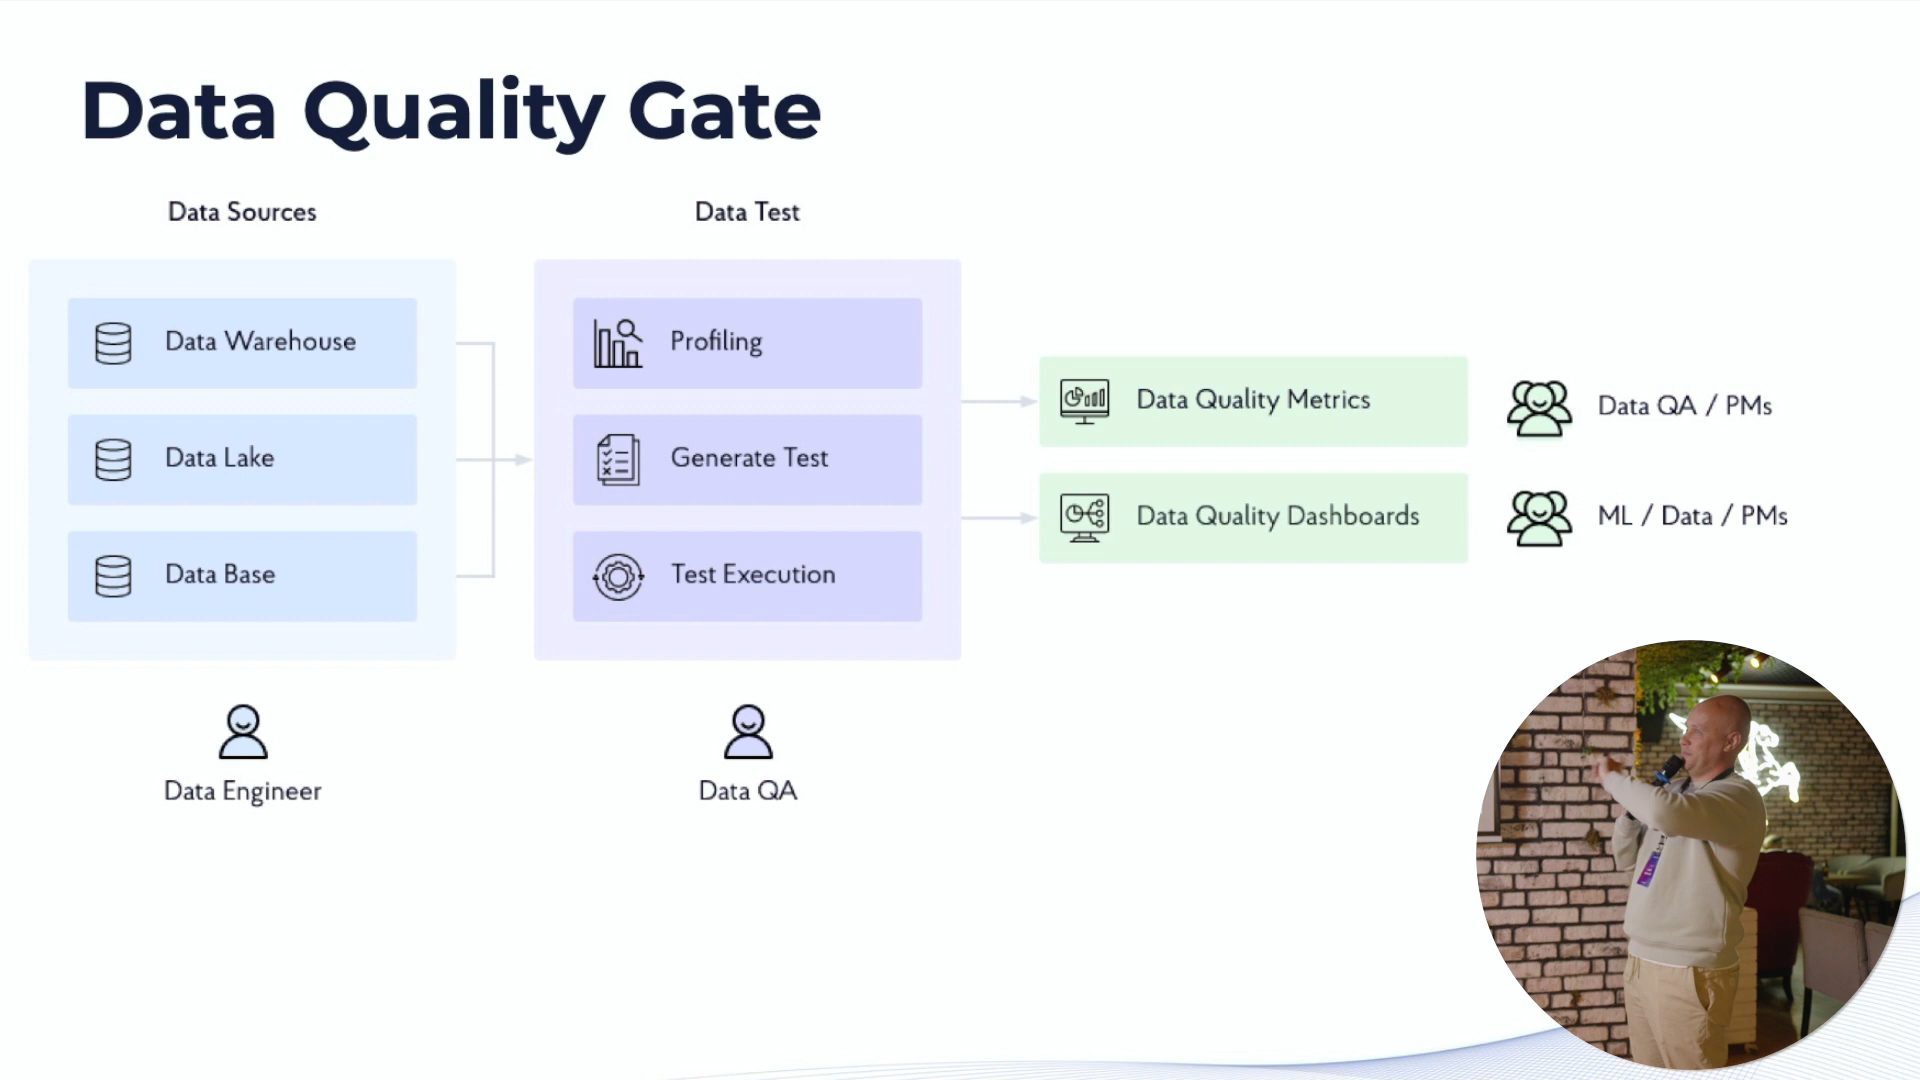 Data Quality Gate
Data Sources
Data Test
Data Warehouse
Data Lake
Data Base
Profiling
Generate Test
Test Execution
Data Quality Metrics
Data QA / PMs
Data Quality Dashboards
ML / Data / PMs
Data Engineer
Data QA